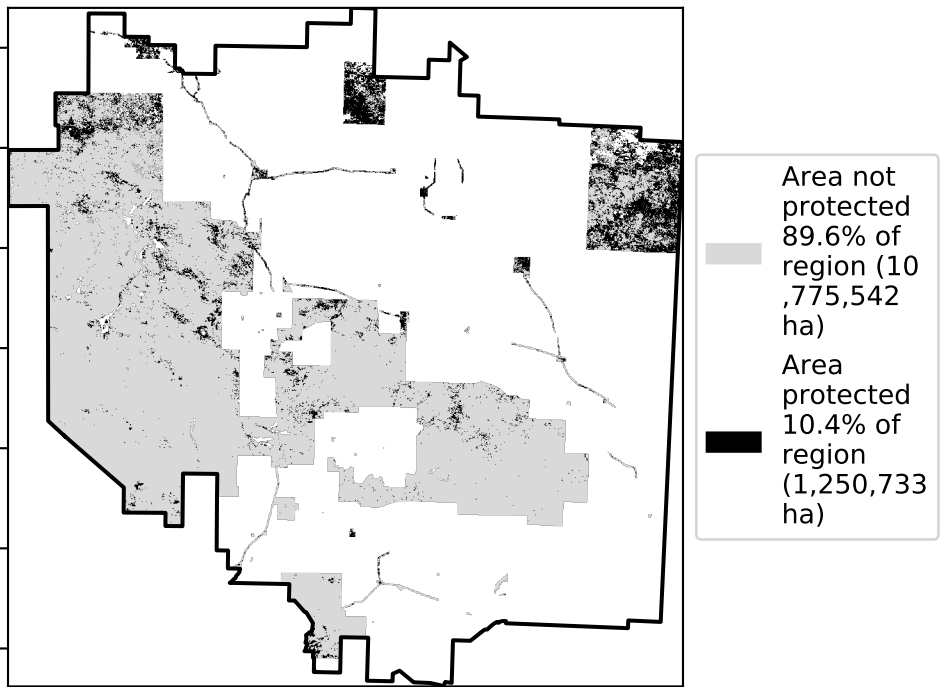 Area not
protected
89.6% of
region (10
,775,542
ha)
Area
protected
10.4% of
region
(1,250,733
ha)